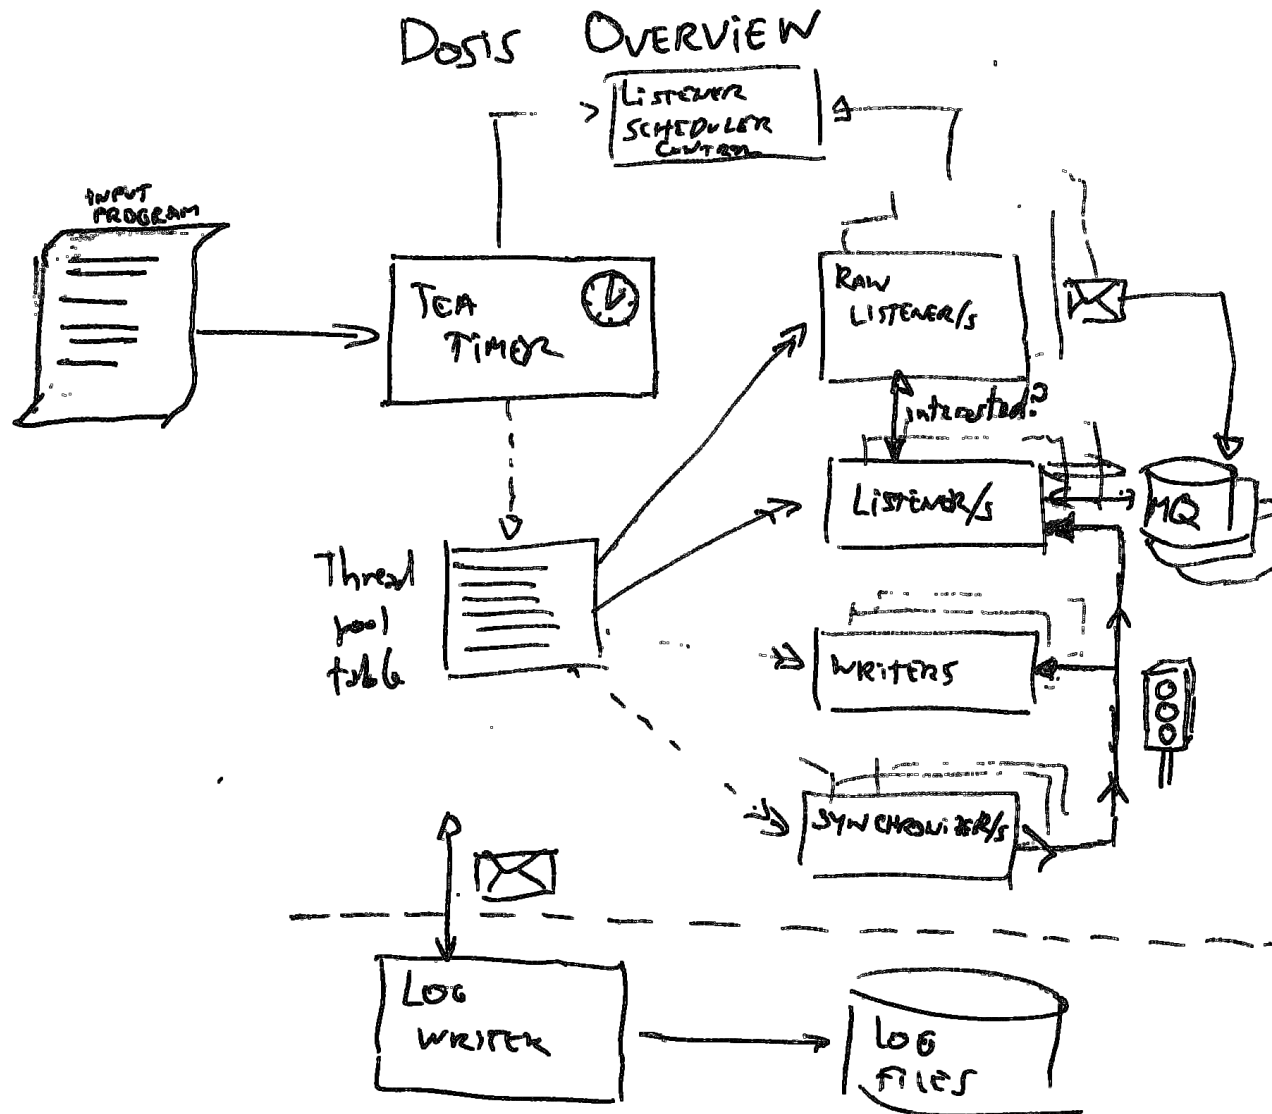 DOSIS OVERVIEW
LISTENER
SCHEDULER
CONTROL
INPUT
PROGRAM
TEA
TIMER
RAW
LISTENER/S
interested?
LISTENER/S
MQ
Thread
pool
table
WRITERS
SYNCHRONIZER/S
LOG
WRITER
LOG
FILES